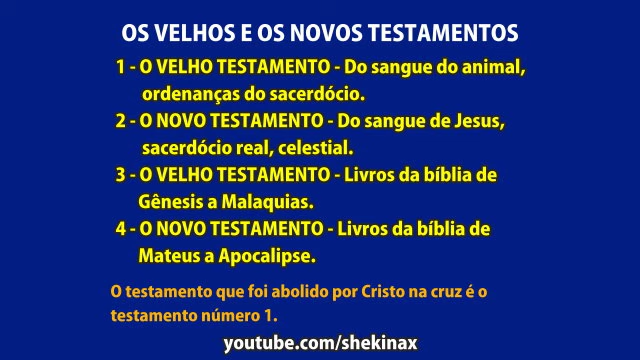 OS VELHOS E OS NOVOS TESTAMENTOS
1 - O VELHO TESTAMENTO - Do sangue do animal,
ordenanças do sacerdócio.
2 - O NOVO TESTAMENTO - Do sangue de Jesus,
sacerdócio real, celestial.
3 - O VELHO TESTAMENTO - Livros da bíblia de
Gênesis a Malaquias.
4 - O NOVO TESTAMENTO - Livros da bíblia de
Mateus a Apocalipse.
O testamento que foi abolido por Cristo na cruz é o
testamento número 1.
youtube.com/shekinax